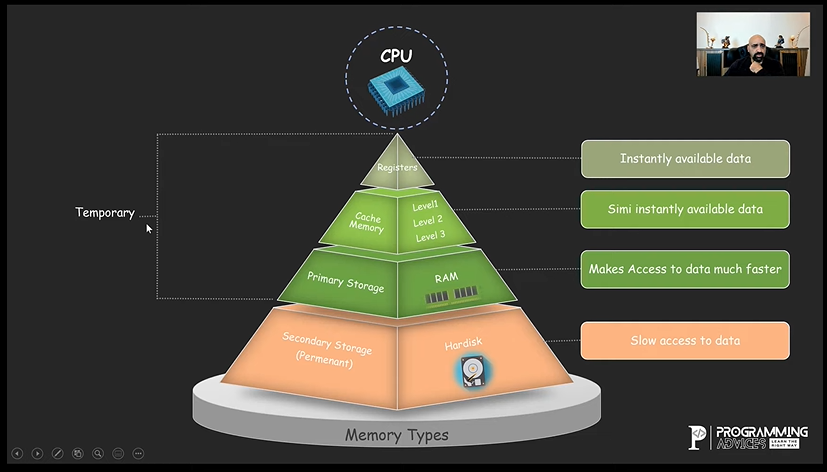 CPU
Registers
Instantly available data
Cache
Memory
Level1
Level 2
Level 3
Simi instantly available data
Temporary
Primary Storage
RAM
Makes Access to data much faster
Secondary Storage
(Permenant)
Hardisk
Slow access to data
Memory Types
PROGRAMMING
ADVICES
LEARN THE
RIGHT WAY